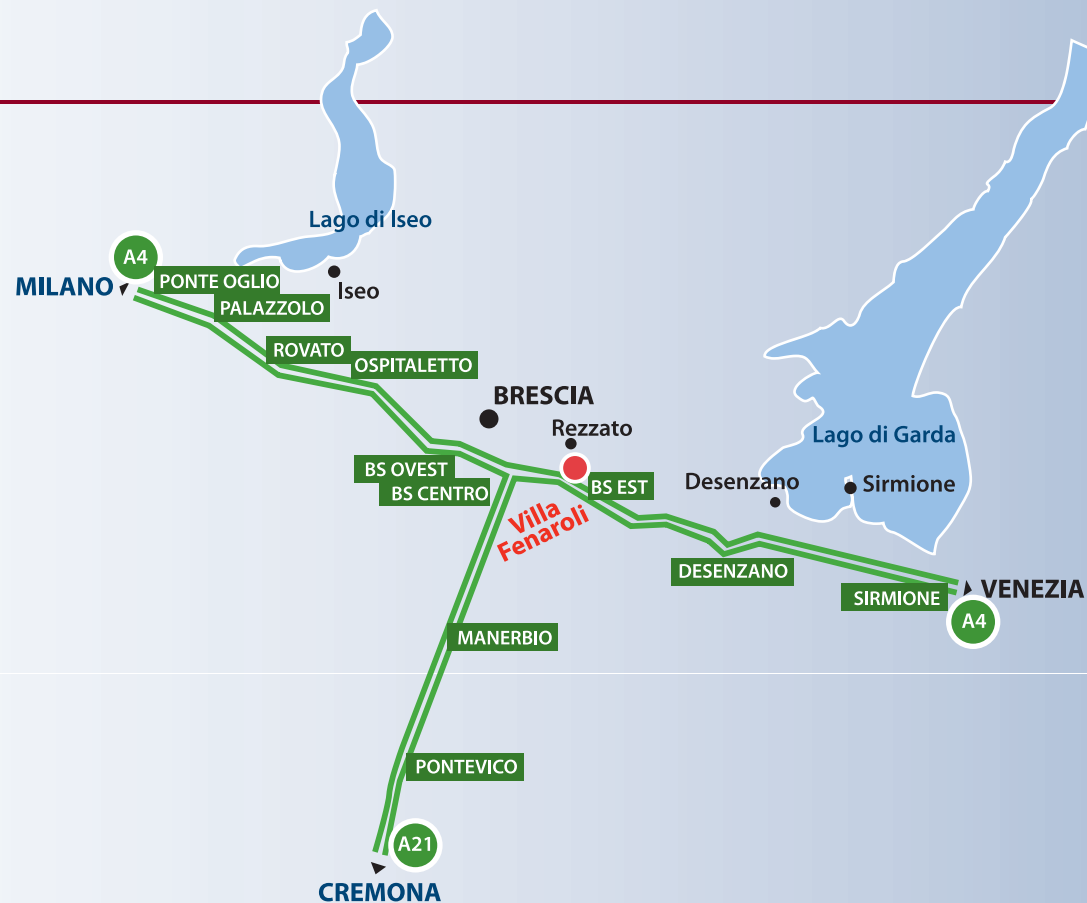 Lago di Iseo
A4
MILANO
PONTE OGLIO
Iseo
PALAZZOLO
ROVATO
OSPITALETTO
BRESCIA
Rezzato
Lago di Garda
BS OVEST
BS CENTRO
BS EST
Desenzano
Sirmione
Villa
Fenaroli
DESENZANO
SIRMIONE
VENEZIA
A4
MANERBIO
PONTEVICO
A21
CREMONA